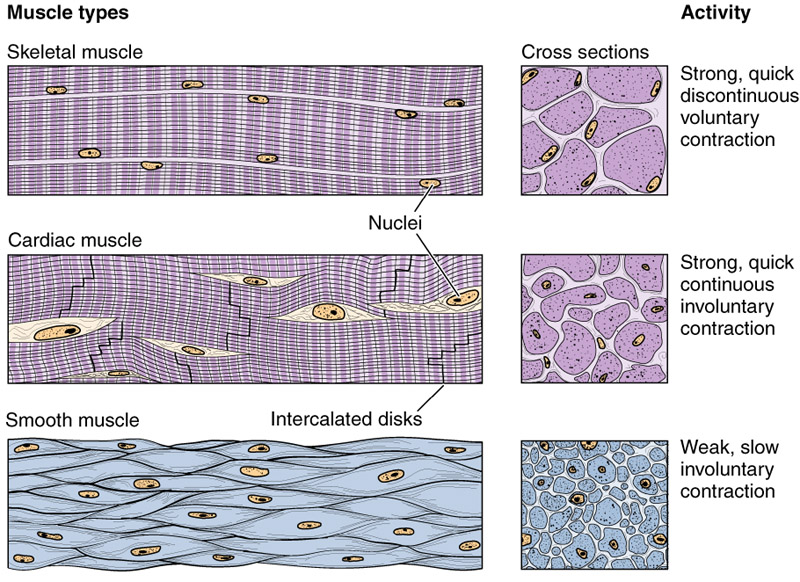 Muscle types
Activity
Skeletal muscle
Cross sections
Strong, quick
discontinuous
voluntary
contraction
Nuclei
Cardiac muscle
Strong, quick
continuous
involuntary
contraction
Intercalated disks
Smooth muscle
Weak, slow
involuntary
contraction